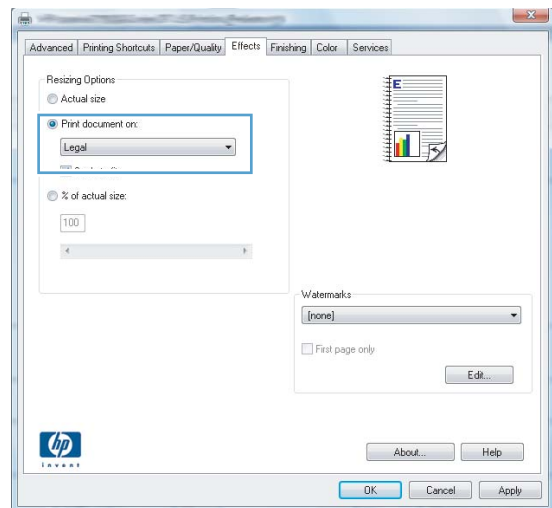 Advanced Printing Shortcuts Paper/Quality Effects Finishing Color Services
Resizing Options
Actual size
Print document on:
Legal
% of actual size:
100
E
Watermarks
[none]
First page only
Edit...
hp
invent
About... Help
OK Cancel Apply